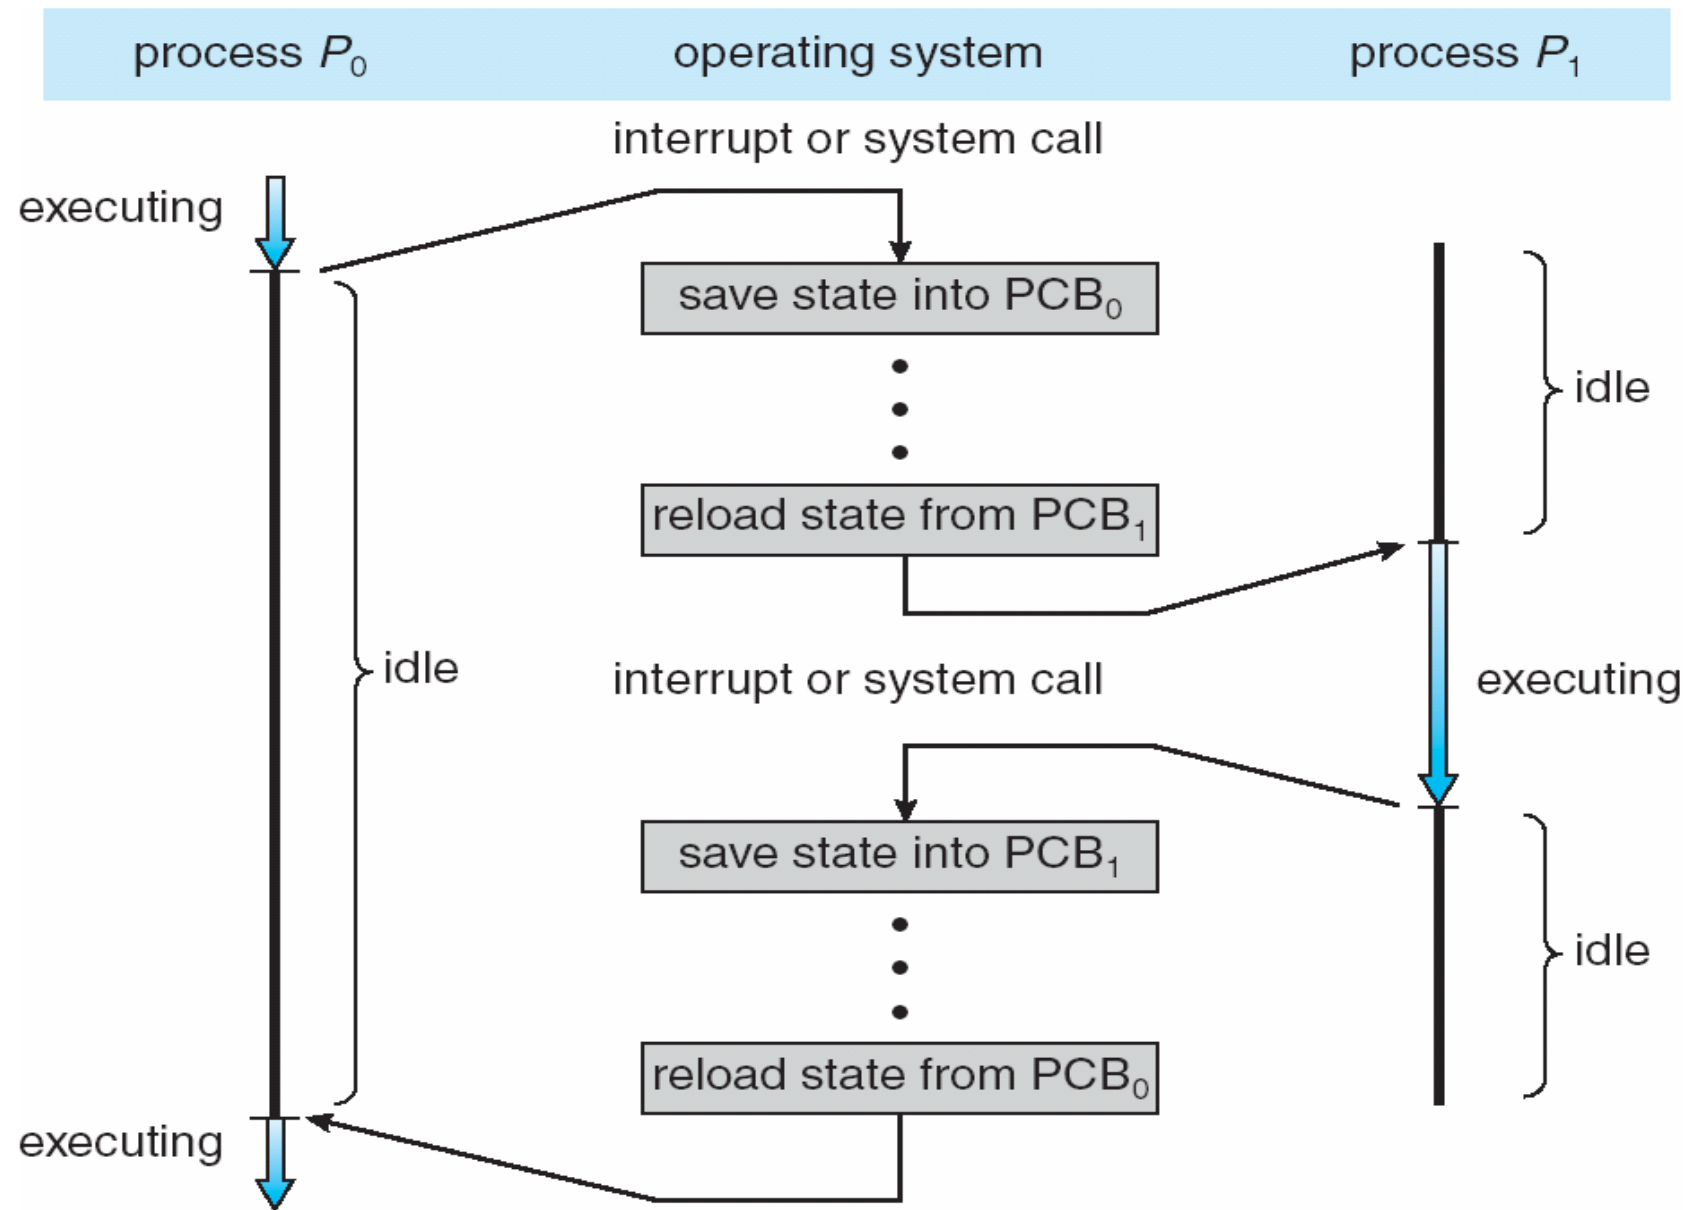 process P₀ operating system process P₁
interrupt or system call
executing
save state into PCB₀
idle
reload state from PCB₁
idle
interrupt or system call
executing
save state into PCB₁
idle
reload state from PCB₀
executing